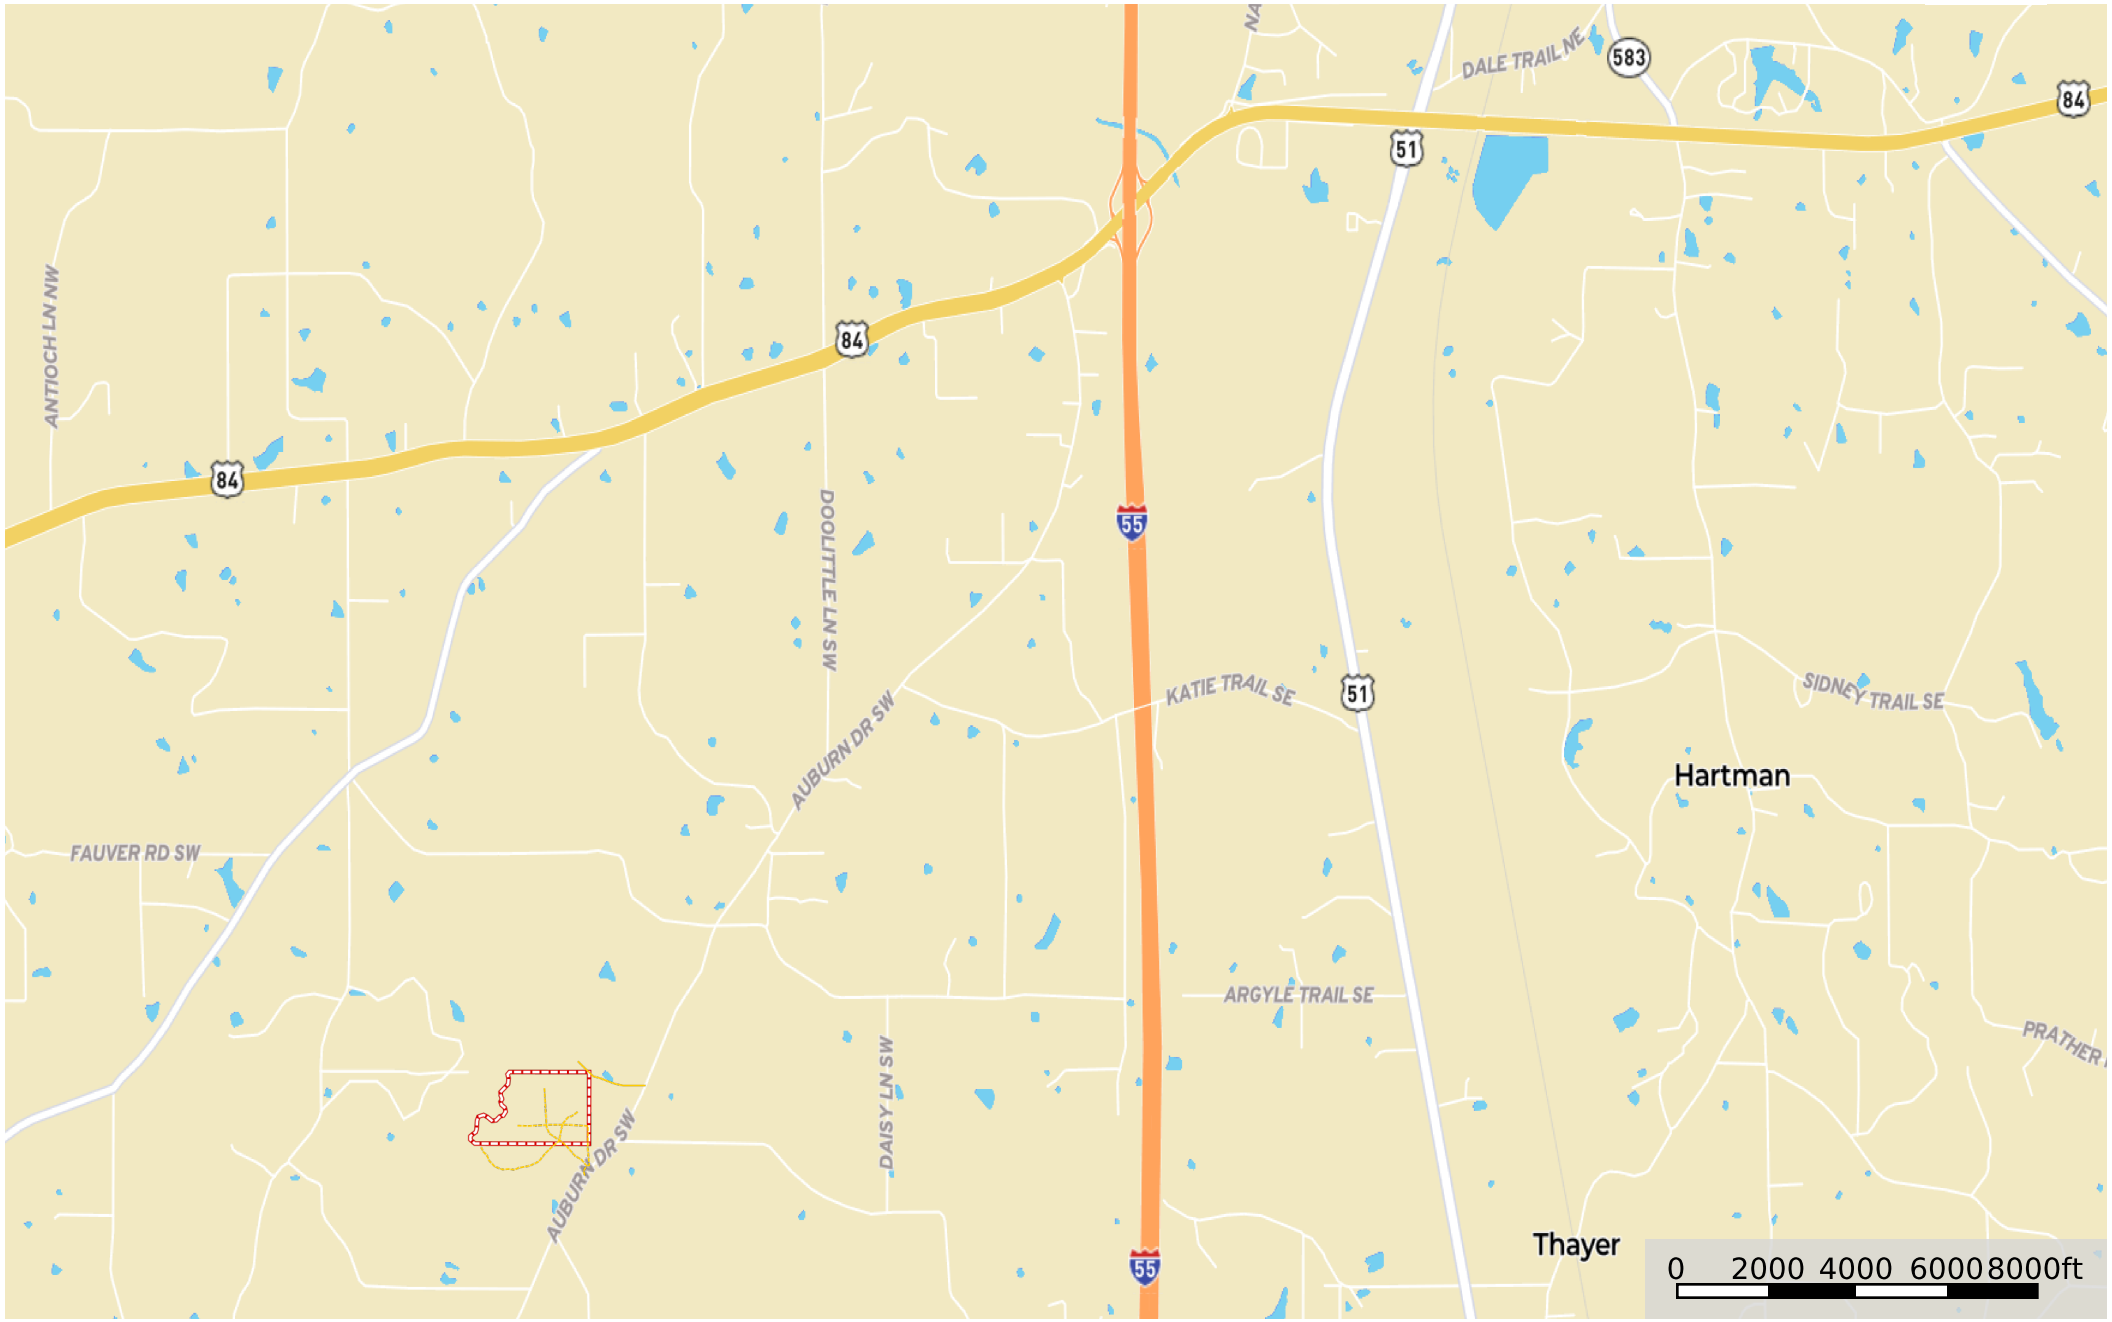 NA
DALE TRAIL NE
583
84
51
ANTIOCH LN NW
84
84
55
DOOLITTLE LN SW
KATIE TRAIL SE
51
SIDNEY TRAIL SE
AUBURN DR SW
Hartman
FAUVER RD SW
ARGYLE TRAIL SE
PRATHER
DAISY LN SW
AUBURN DR SW
Thayer
55
0 2000 4000 6000 8000ft